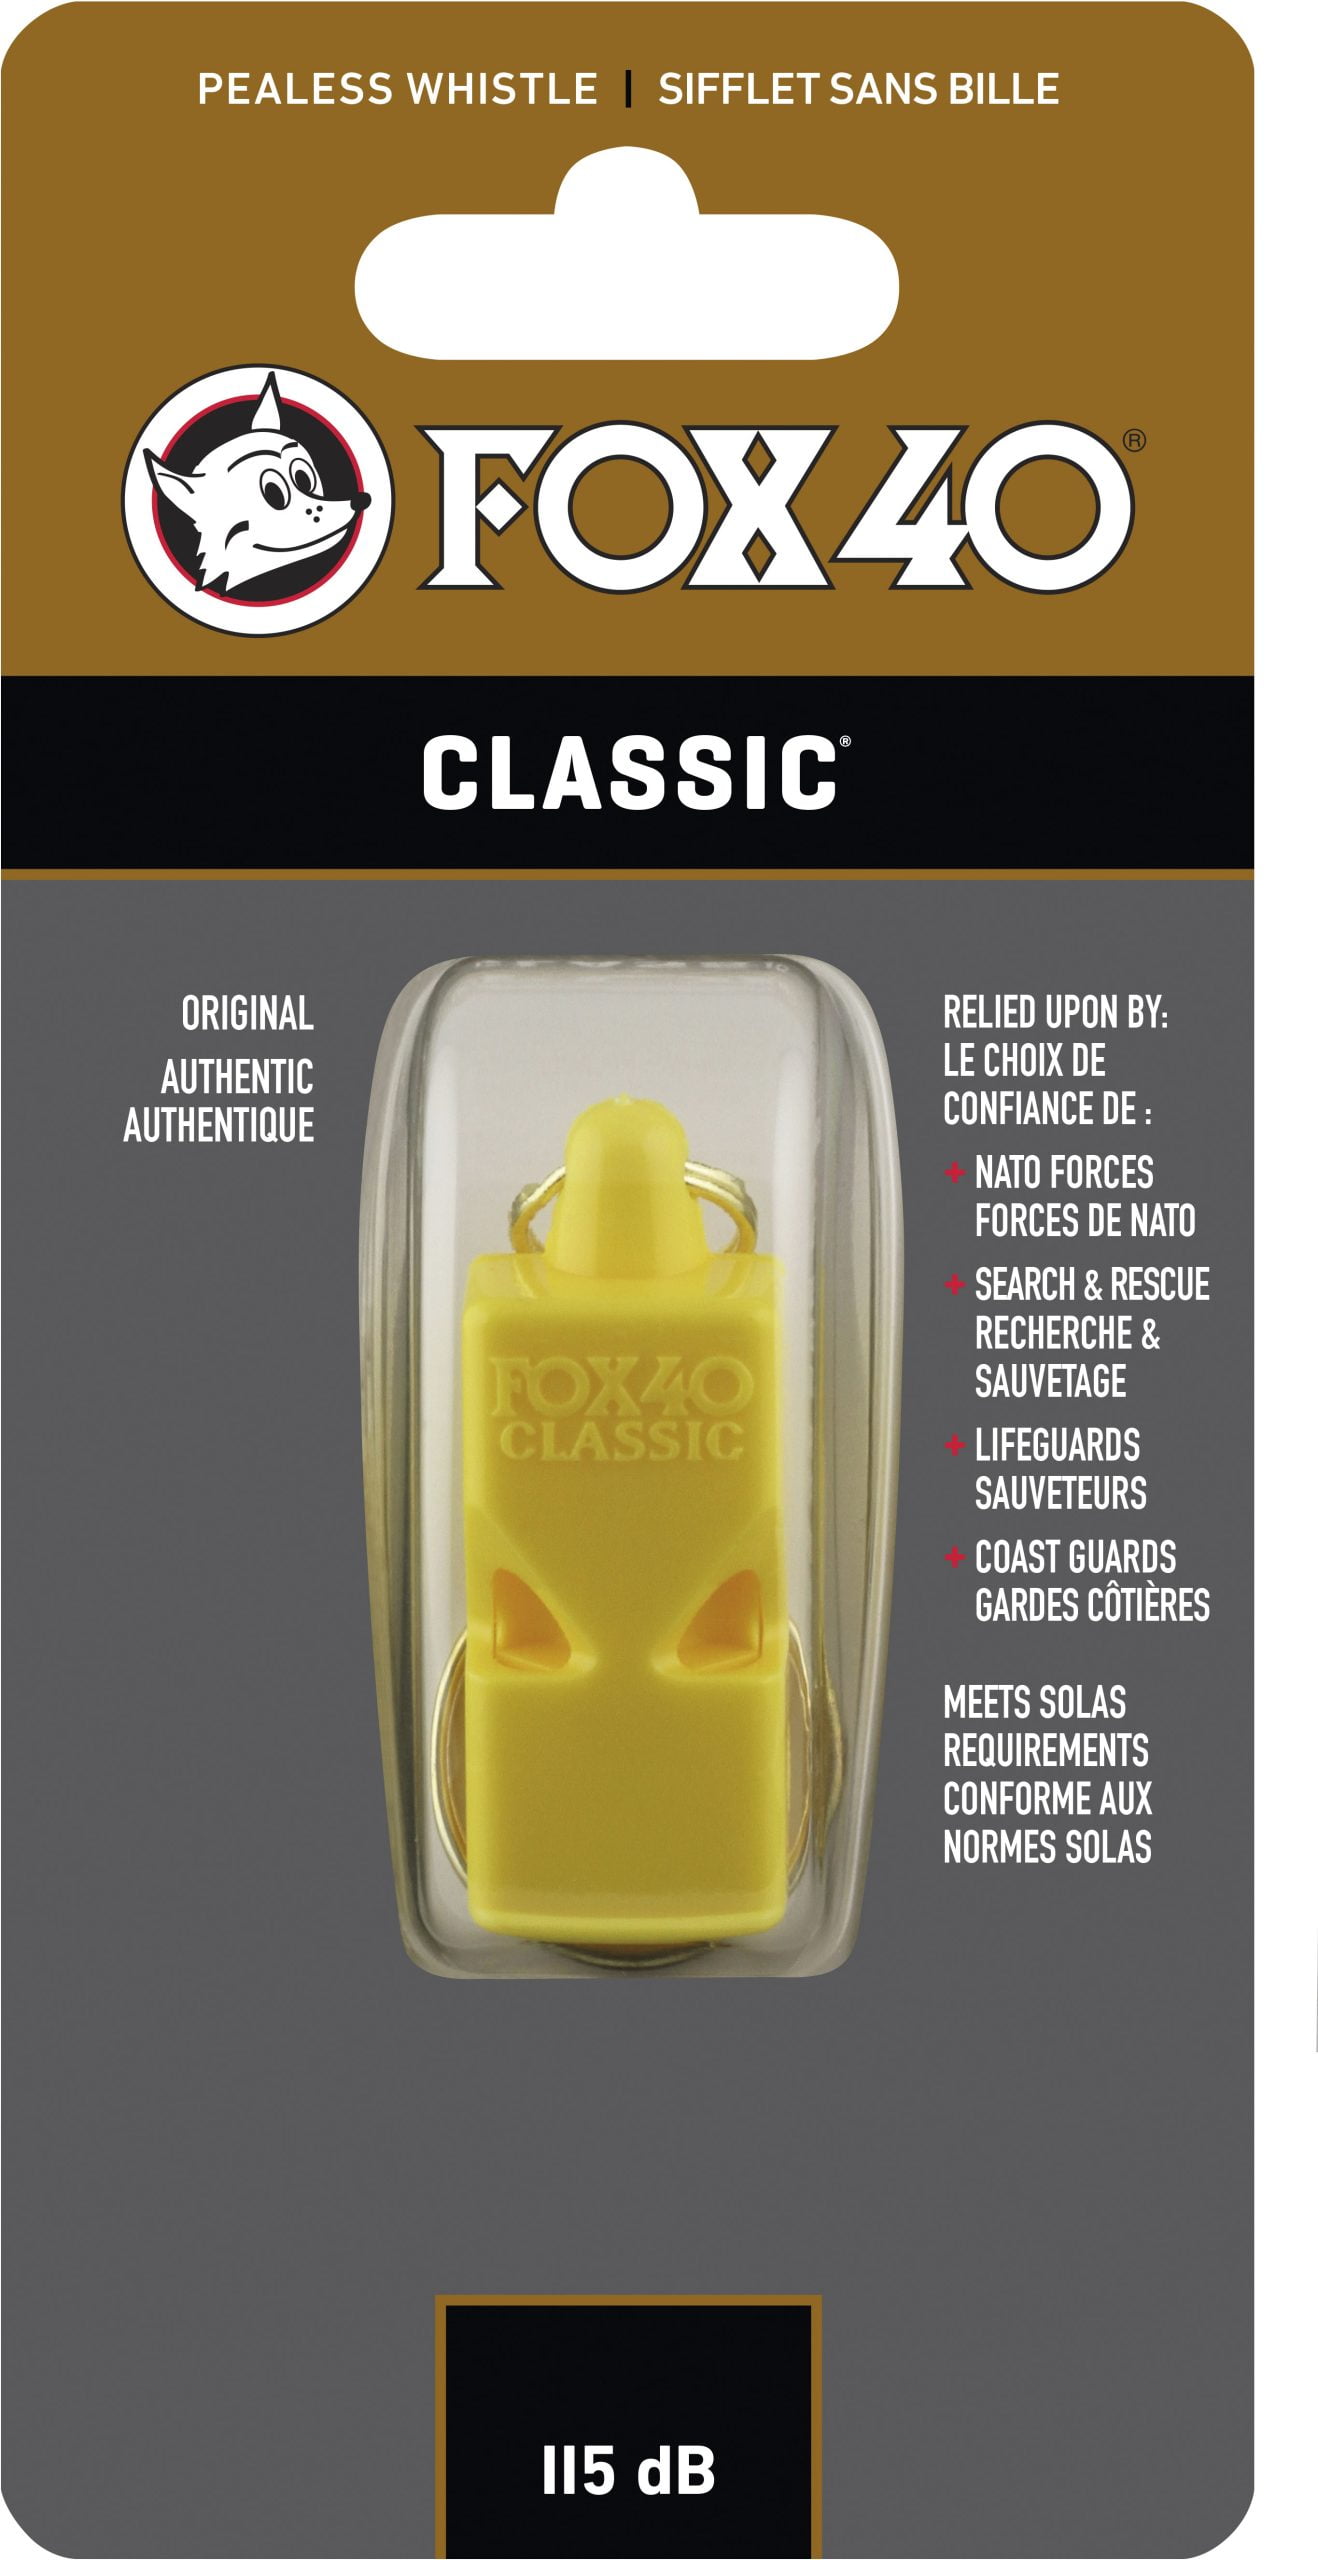 PEALESS WHISTLE | SIFFLET SANS BILLE
FOX 40®
CLASSIC®
ORIGINAL
AUTHENTIC
AUTHENTIQUE
FOX 40
CLASSIC
RELIED UPON BY:
LE CHOIX DE
CONFIANCE DE :
+ NATO FORCES
FORCES DE NATO
+ SEARCH & RESCUE
RECHERCHE &
SAUVETAGE
+ LIFEGUARDS
SAUVETEURS
+ COAST GUARDS
GARDES CÔTIÈRES
MEETS SOLAS
REQUIREMENTS
CONFORME AUX
NORMES SOLAS
115 dB